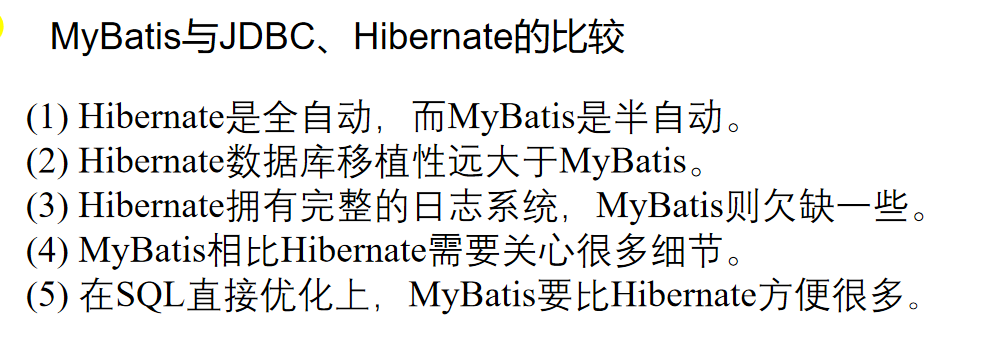 MyBatis与JDBC、Hibernate的比较
(1) Hibernate是全自动，而MyBatis是半自动。
(2) Hibernate数据库移植性远大于MyBatis。
(3) Hibernate拥有完整的日志系统，MyBatis则欠缺一些。
(4) MyBatis相比Hibernate需要关心很多细节。
(5) 在SQL直接优化上，MyBatis要比Hibernate方便很多。